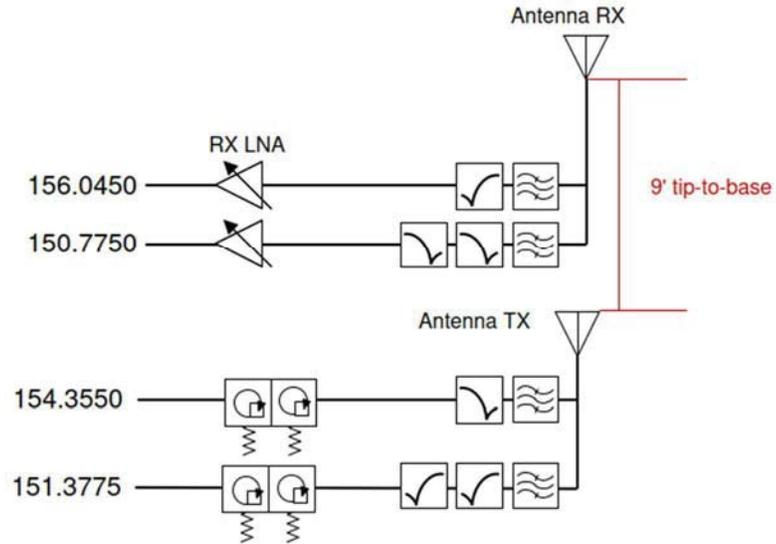 Antenna RX
RX LNA
156.0450
9' tip-to-base
150.7750
Antenna TX
154.3550
151.3775